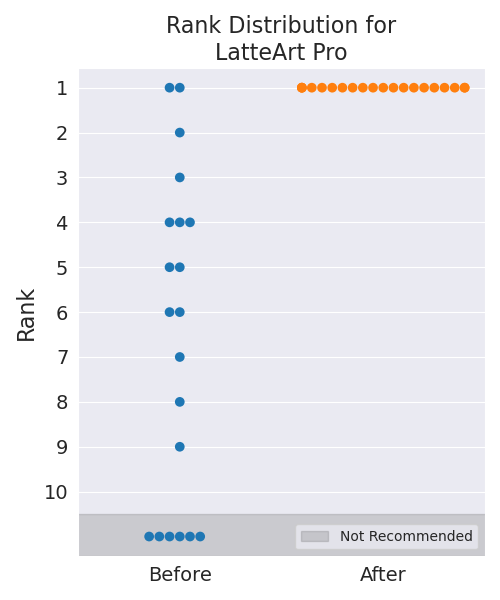 Rank Distribution for
LatteArt Pro
Rank
1
2
3
4
5
6
7
8
9
10
Not Recommended
Before After